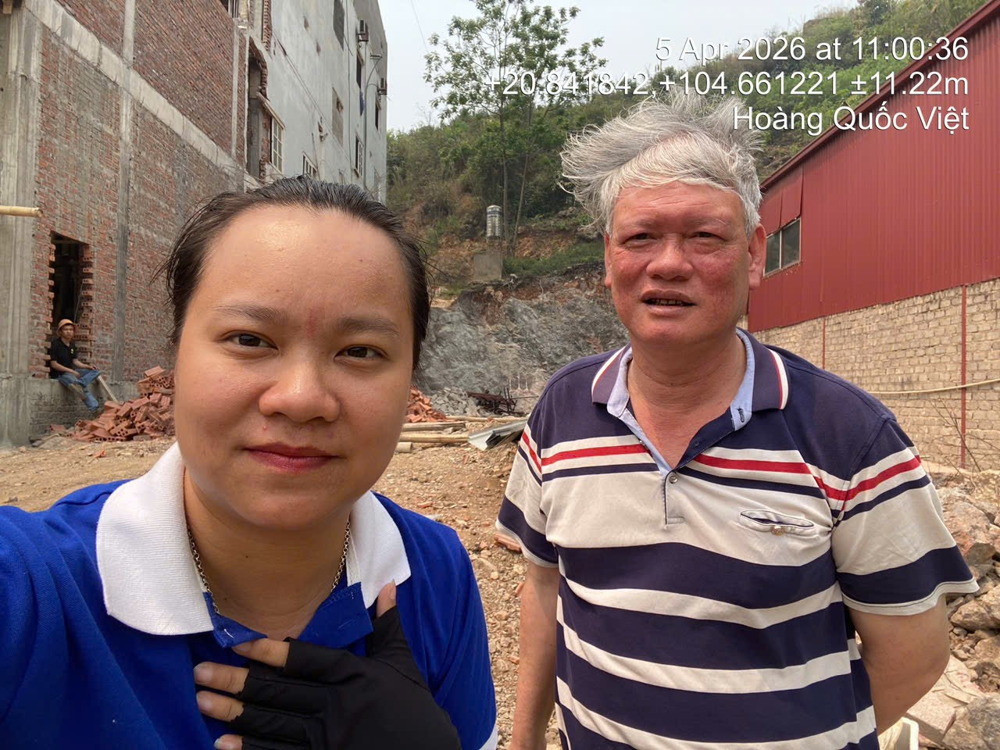 5 Apr 2026 at 11:00:36
+20.841842,+104.661221 ±11.22m
Hoàng Quốc Việt